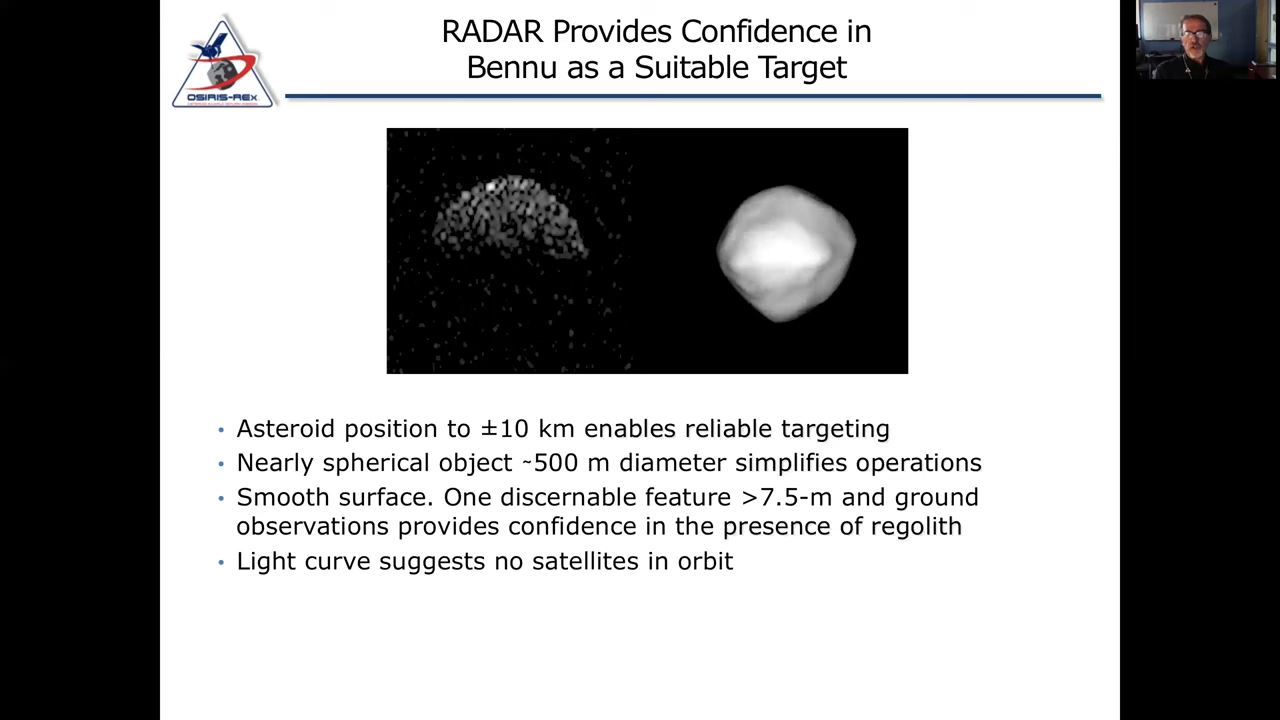 RADAR Provides Confidence in
Bennu as a Suitable Target
OSIRIS-REx
• Asteroid position to ±10 km enables reliable targeting
• Nearly spherical object ~500 m diameter simplifies operations
• Smooth surface. One discernable feature >7.5-m and ground
observations provides confidence in the presence of regolith
• Light curve suggests no satellites in orbit